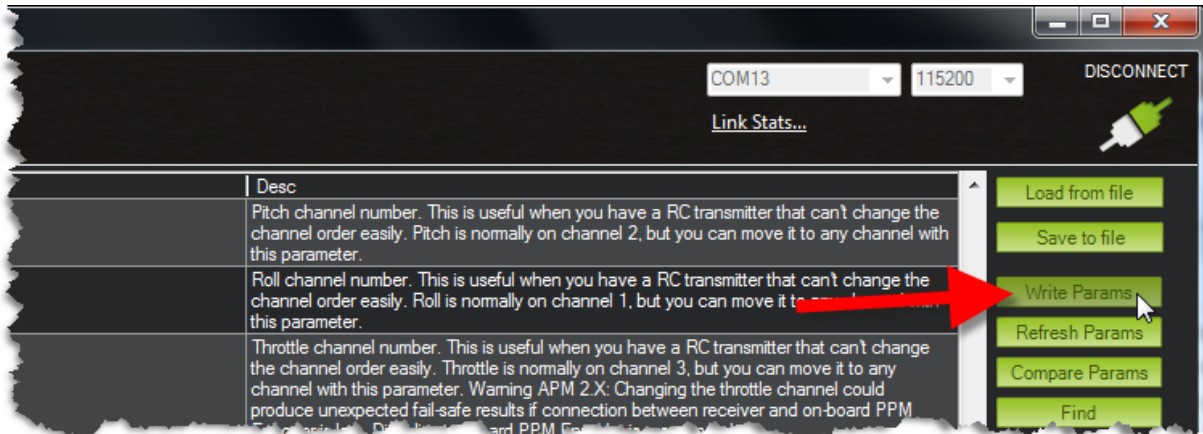 COM13
115200
DISCONNECT
Link Stats...
Desc
Pitch channel number. This is useful when you have a RC transmitter that can't change the
channel order easily. Pitch is normally on channel 2, but you can move it to any channel with
this parameter.
Roll channel number. This is useful when you have a RC transmitter that can't change the
channel order easily. Roll is normally on channel 1, but you can move it to
this parameter.
Throttle channel number. This is useful when you have a RC transmitter that can't change
the channel order easily. Throttle is normally on channel 3, but you can move it to any
channel with this parameter. Warning APM 2.X: Changing the throttle channel could
produce unexpected fail-safe results if connection between receiver and on-board PPM
Load from file
Save to file
Write Params
Refresh Params
Compare Params
Find